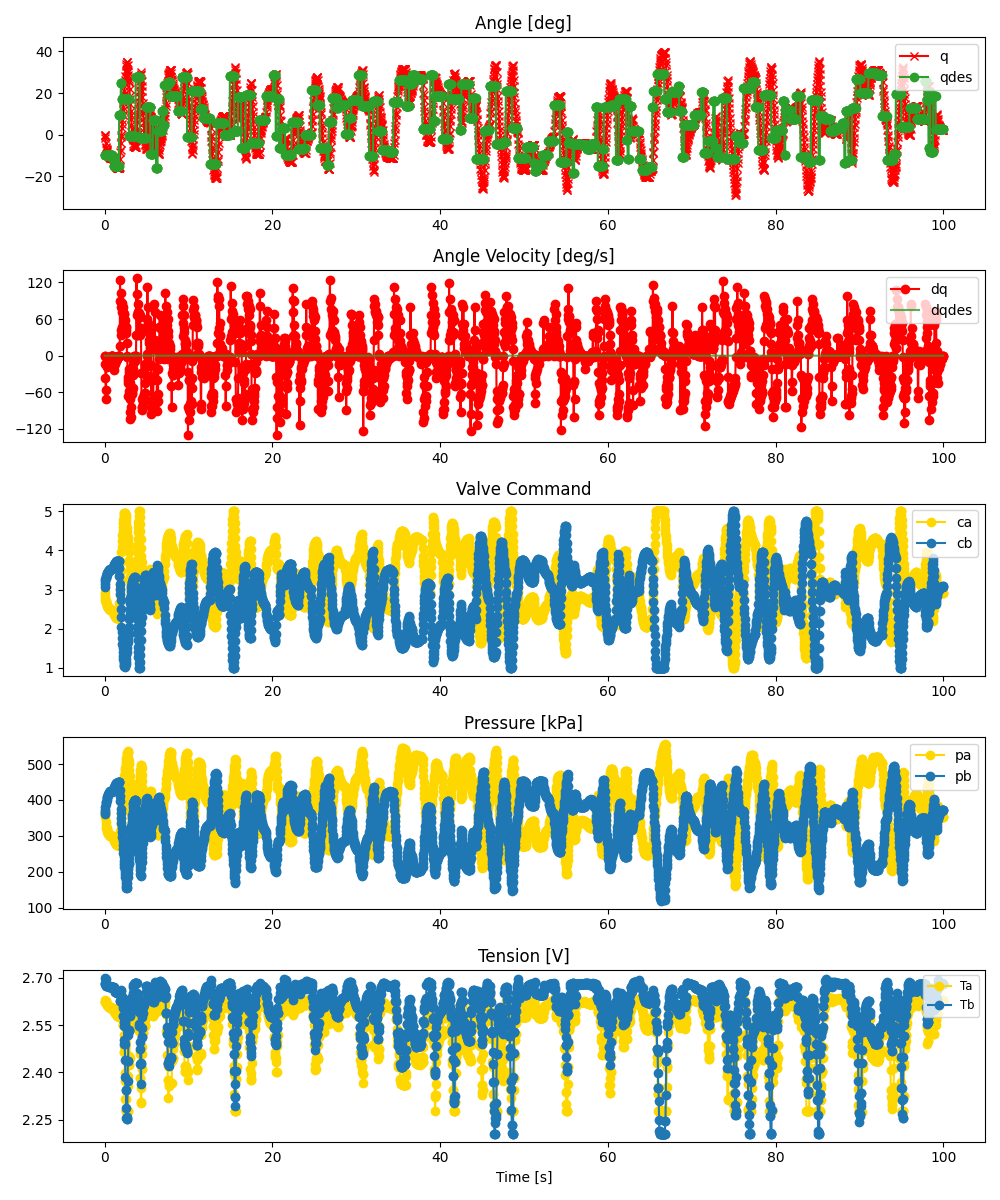 Angle [deg]
40
20
0
−20
q
qdes
0 20 40 60 80 100
Angle Velocity [deg/s]
120
60
0
−60
−120
dq
dqdes
0 20 40 60 80 100
Valve Command
5
4
3
2
1
ca
cb
0 20 40 60 80 100
Pressure [kPa]
500
400
300
200
100
pa
pb
0 20 40 60 80 100
Tension [V]
2.70
2.55
2.40
2.25
Ta
Tb
0 20 40 60 80 100
Time [s]